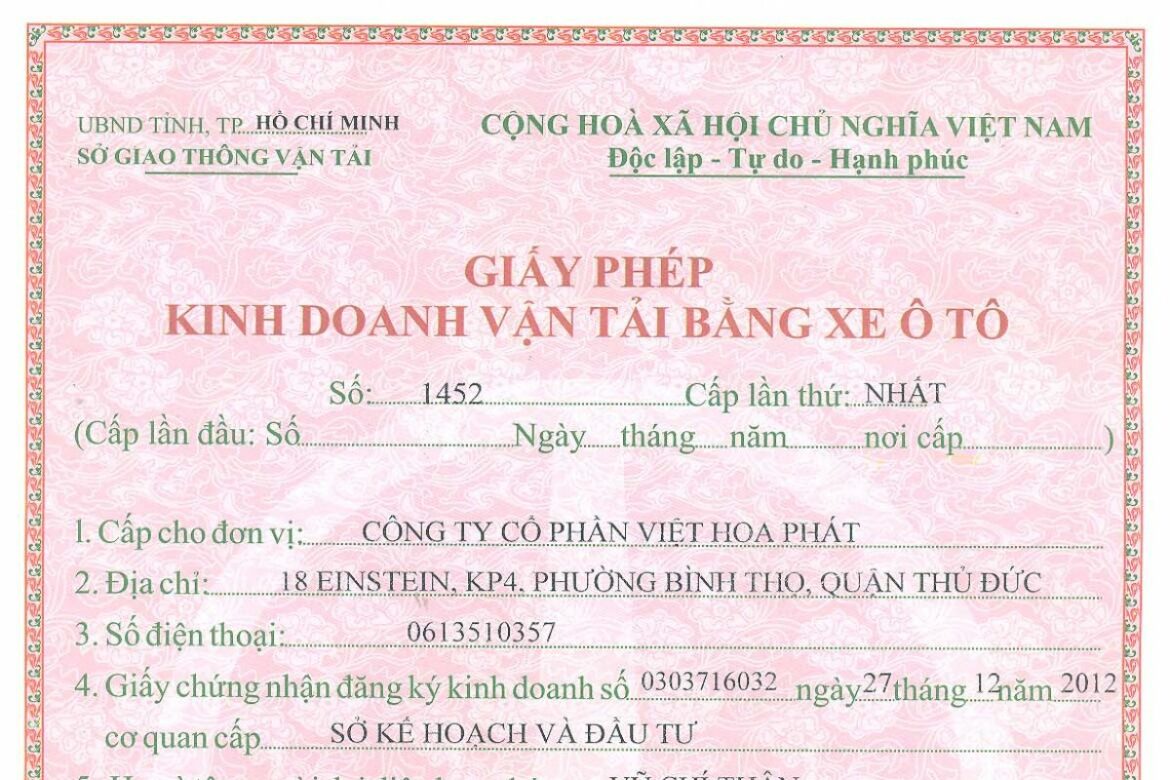 UBND TỈNH, TP. HỒ CHÍ MINH
SỞ GIAO THÔNG VẬN TẢI
CỘNG HOÀ XÃ HỘI CHỦ NGHĨA VIỆT NAM
Độc lập - Tự do - Hạnh phúc
GIẤY PHÉP
KINH DOANH VẬN TẢI BẰNG XE Ô TÔ
Số: 1452 Cấp lần thứ: NHẤT
(Cấp lần đầu: Số Ngày tháng năm nơi cấp )
1. Cấp cho đơn vị: CÔNG TY CỔ PHẦN VIỆT HOA PHÁT
2. Địa chỉ: 18 EINSTEIN, KP4, PHƯỜNG BÌNH THỌ, QUẬN THỦ ĐỨC
3. Số điện thoại: 0613510357
4. Giấy chứng nhận đăng ký kinh doanh số 0303716032 ngày 27 tháng 12 năm 2012
cơ quan cấp SỞ KẾ HOẠCH VÀ ĐẦU TƯ